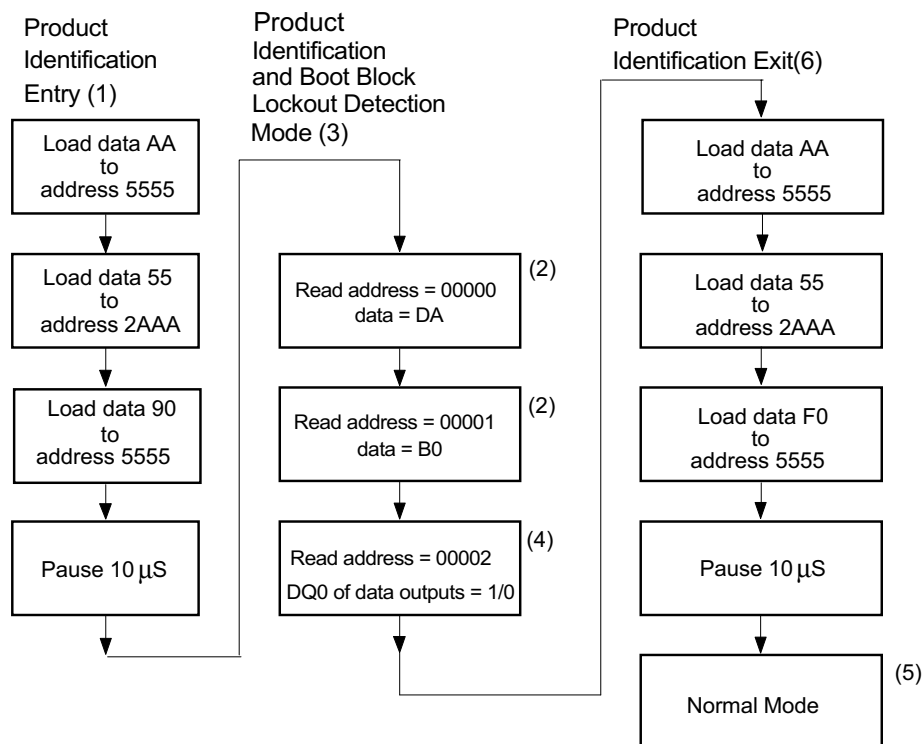 Product
Identification
Entry (1)
Load data AA
to
address 5555
Load data 55
to
address 2AAA
Load data 90
to
address 5555
Pause 10 µS
Product
Identification
and Boot Block
Lockout Detection
Mode (3)
Read address = 00000
data = DA
(2)
Read address = 00001
data = B0
(2)
Read address = 00002
DQ0 of data outputs = 1/0
(4)
Product
Identification Exit(6)
Load data AA
to
address 5555
Load data 55
to
address 2AAA
Load data F0
to
address 5555
Pause 10 µS
Normal Mode
(5)